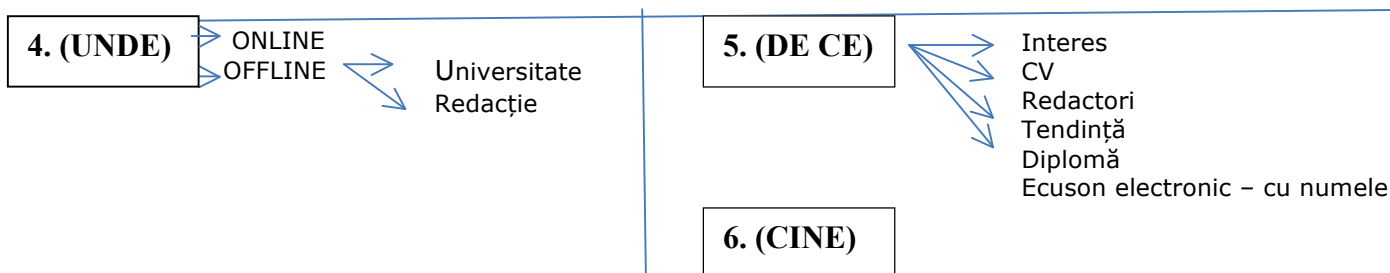 4. (UNDE)
ONLINE
OFFLINE
Universitate
Redacție
5. (DE CE)
Interes
CV
Redactori
Tendință
Diplomă
Ecuson electronic – cu numele
6. (CINE)